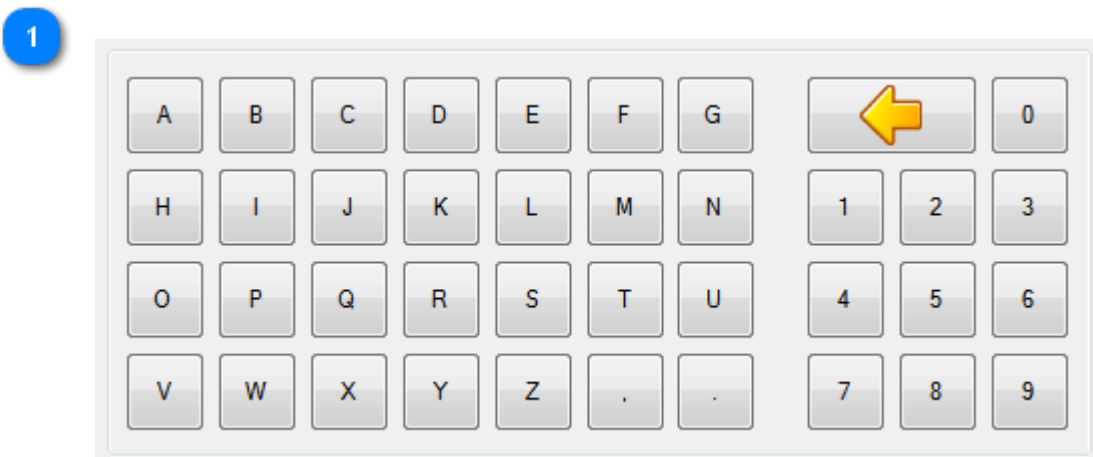 1
A B C D E F G 0
H I J K L M N 1 2 3
O P Q R S T U 4 5 6
V W X Y Z , . 7 8 9